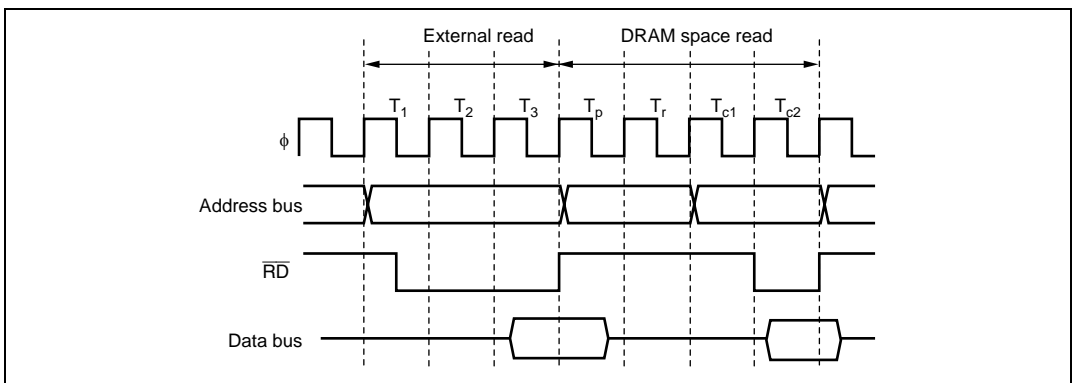 External read DRAM space read
T1 T2 T3 Tp Tr Tc1 Tc2
ϕ
Address bus
RD
Data bus